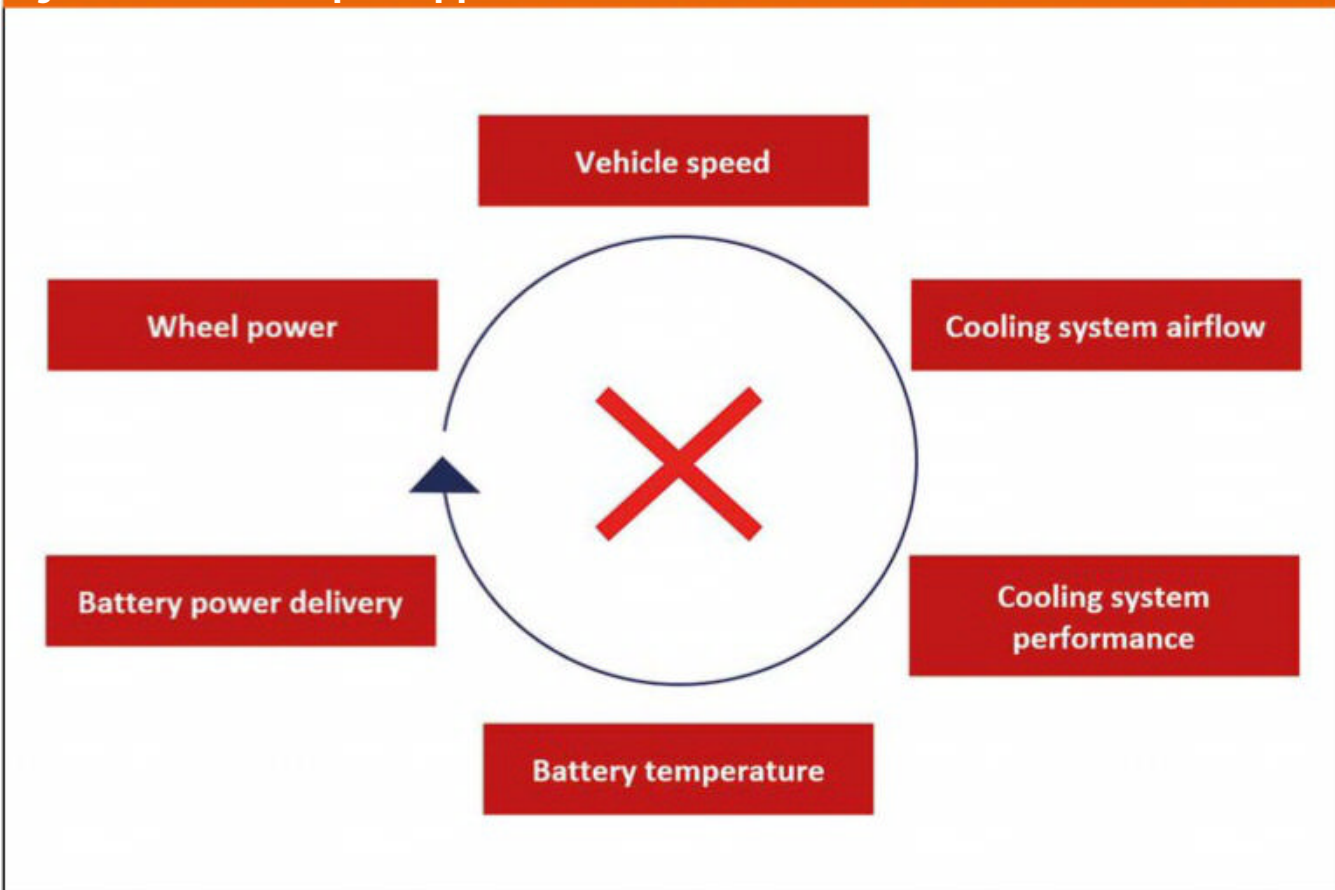 Vehicle speed
Wheel power
Cooling system airflow
Battery power delivery
Cooling system
performance
Battery temperature